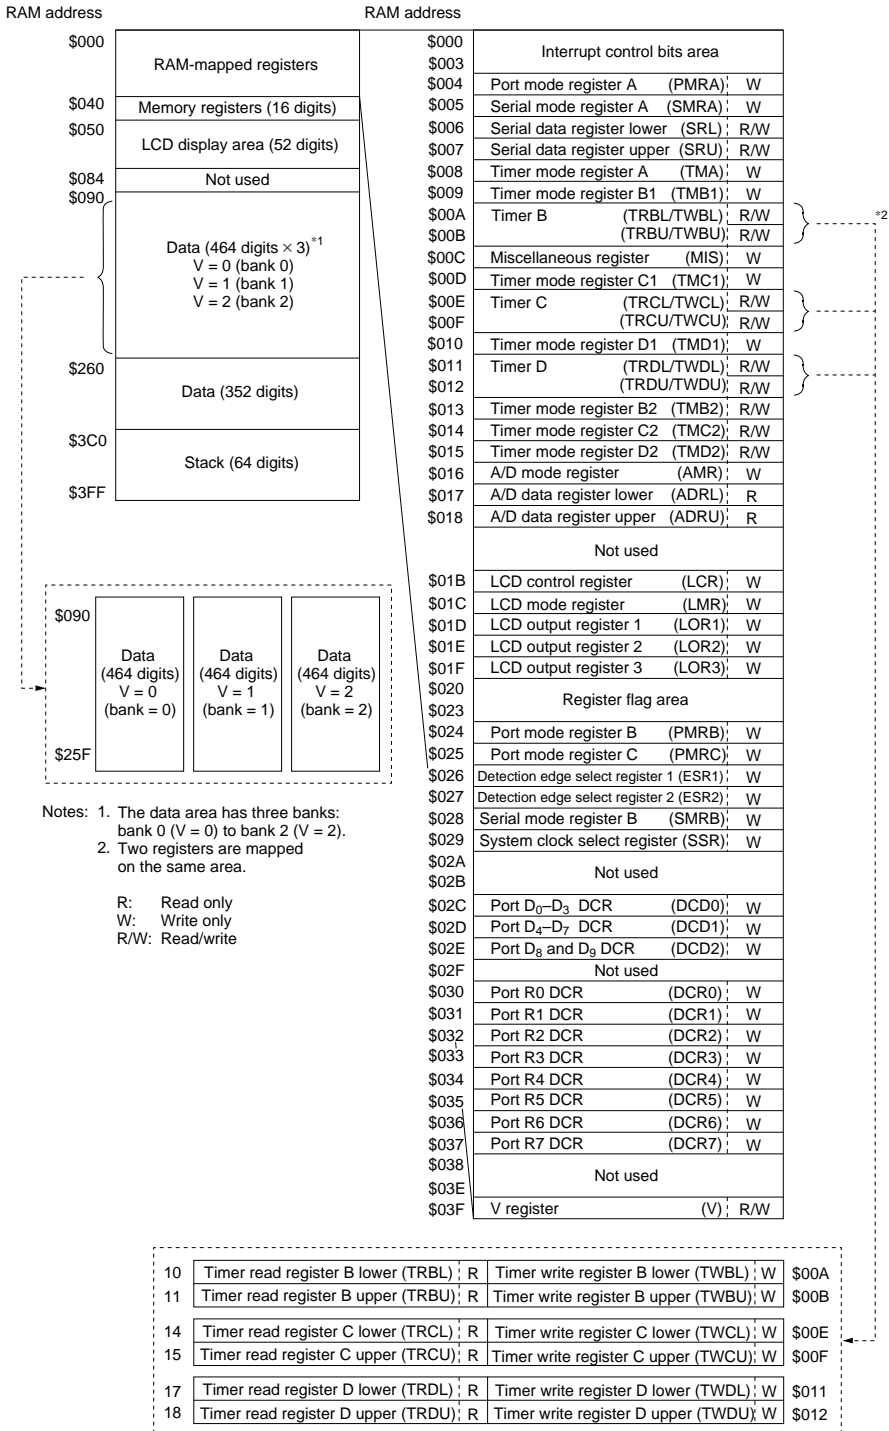 RAM address
$000
RAM-mapped registers
$040
Memory registers (16 digits)
$050
LCD display area (52 digits)
$084
Not used
$090
Data (464 digits × 3)*1
V = 0 (bank 0)
V = 1 (bank 1)
V = 2 (bank 2)
$260
Data (352 digits)
$3C0
Stack (64 digits)
$3FF
$090
Data
(464 digits)
V = 0
(bank = 0)
Data
(464 digits)
V = 1
(bank = 1)
Data
(464 digits)
V = 2
(bank = 2)
$25F
Notes: 1. The data area has three banks:
bank 0 (V = 0) to bank 2 (V = 2).
2. Two registers are mapped
on the same area.
R: Read only
W: Write only
R/W: Read/write
RAM address
$000
Interrupt control bits area
$003
$004 Port mode register A (PMRA) W
$005 Serial mode register A (SMRA) W
$006 Serial data register lower (SRL) R/W
$007 Serial data register upper (SRU) R/W
$008 Timer mode register A (TMA) W
$009 Timer mode register B1 (TMB1) W
$00A Timer B (TRBL/TWBL) R/W
*2
$00B (TRBU/TWBU) R/W
$00C Miscellaneous register (MIS) W
$00D Timer mode register C1 (TMC1) W
$00E Timer C (TRCL/TWCL) R/W
$00F (TRCU/TWCU) R/W
$010 Timer mode register D1 (TMD1) W
$011 Timer D (TRDL/TWDL) R/W
$012 (TRDU/TWDU) R/W
$013 Timer mode register B2 (TMB2) R/W
$014 Timer mode register C2 (TMC2) R/W
$015 Timer mode register D2 (TMD2) R/W
$016 A/D mode register (AMR) W
$017 A/D data register lower (ADRL) R
$018 A/D data register upper (ADRU) R
Not used
$01B LCD control register (LCR) W
$01C LCD mode register (LMR) W
$01D LCD output register 1 (LOR1) W
$01E LCD output register 2 (LOR2) W
$01F LCD output register 3 (LOR3) W
$020
Register flag area
$023
$024 Port mode register B (PMRB) W
$025 Port mode register C (PMRC) W
$026 Detection edge select register 1 (ESR1) W
$027 Detection edge select register 2 (ESR2) W
$028 Serial mode register B (SMRB) W
$029 System clock select register (SSR) W
$02A
Not used
$02B
$02C Port D0–D3 DCR (DCD0) W
$02D Port D4–D7 DCR (DCD1) W
$02E Port D8 and D9 DCR (DCD2) W
$02F Not used
$030 Port R0 DCR (DCR0) W
$031 Port R1 DCR (DCR1) W
$032 Port R2 DCR (DCR2) W
$033 Port R3 DCR (DCR3) W
$034 Port R4 DCR (DCR4) W
$035 Port R5 DCR (DCR5) W
$036 Port R6 DCR (DCR6) W
$037 Port R7 DCR (DCR7) W
$038
Not used
$03E
$03F V register (V) R/W
10 Timer read register B lower (TRBL) R Timer write register B lower (TWBL) W $00A
11 Timer read register B upper (TRBU) R Timer write register B upper (TWBU) W $00B
14 Timer read register C lower (TRCL) R Timer write register C lower (TWCL) W $00E
15 Timer read register C upper (TRCU) R Timer write register C upper (TWCU) W $00F
17 Timer read register D lower (TRDL) R Timer write register D lower (TWDL) W $011
18 Timer read register D upper (TRDU) R Timer write register D upper (TWDU) W $012